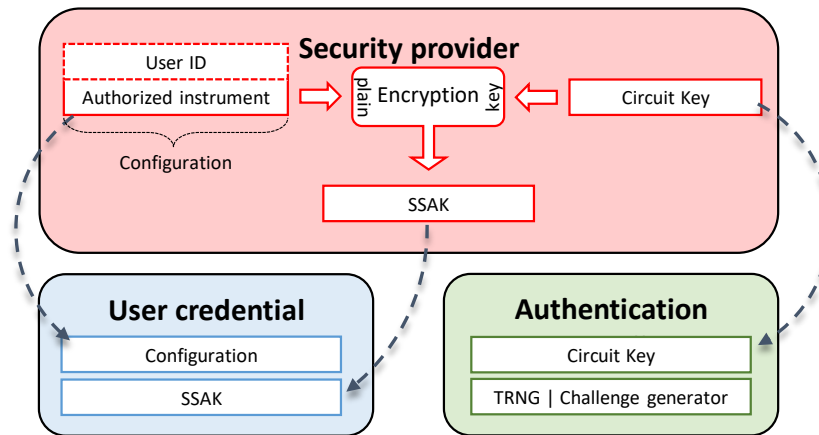 Security provider
User ID
Authorized instrument
plain
Encryption
key
Circuit Key
Configuration
SSAK
User credential
Configuration
SSAK
Authentication
Circuit Key
TRNG | Challenge generator